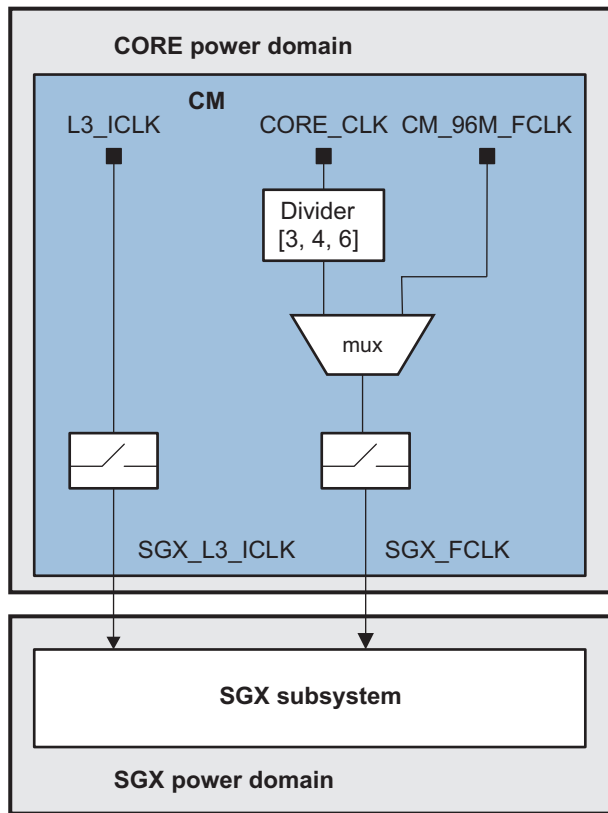 CORE power domain
CM
L3_ICLK CORE_CLK CM_96M_FCLK
Divider
[3, 4, 6]
mux
SGX_L3_ICLK SGX_FCLK
SGX subsystem
SGX power domain